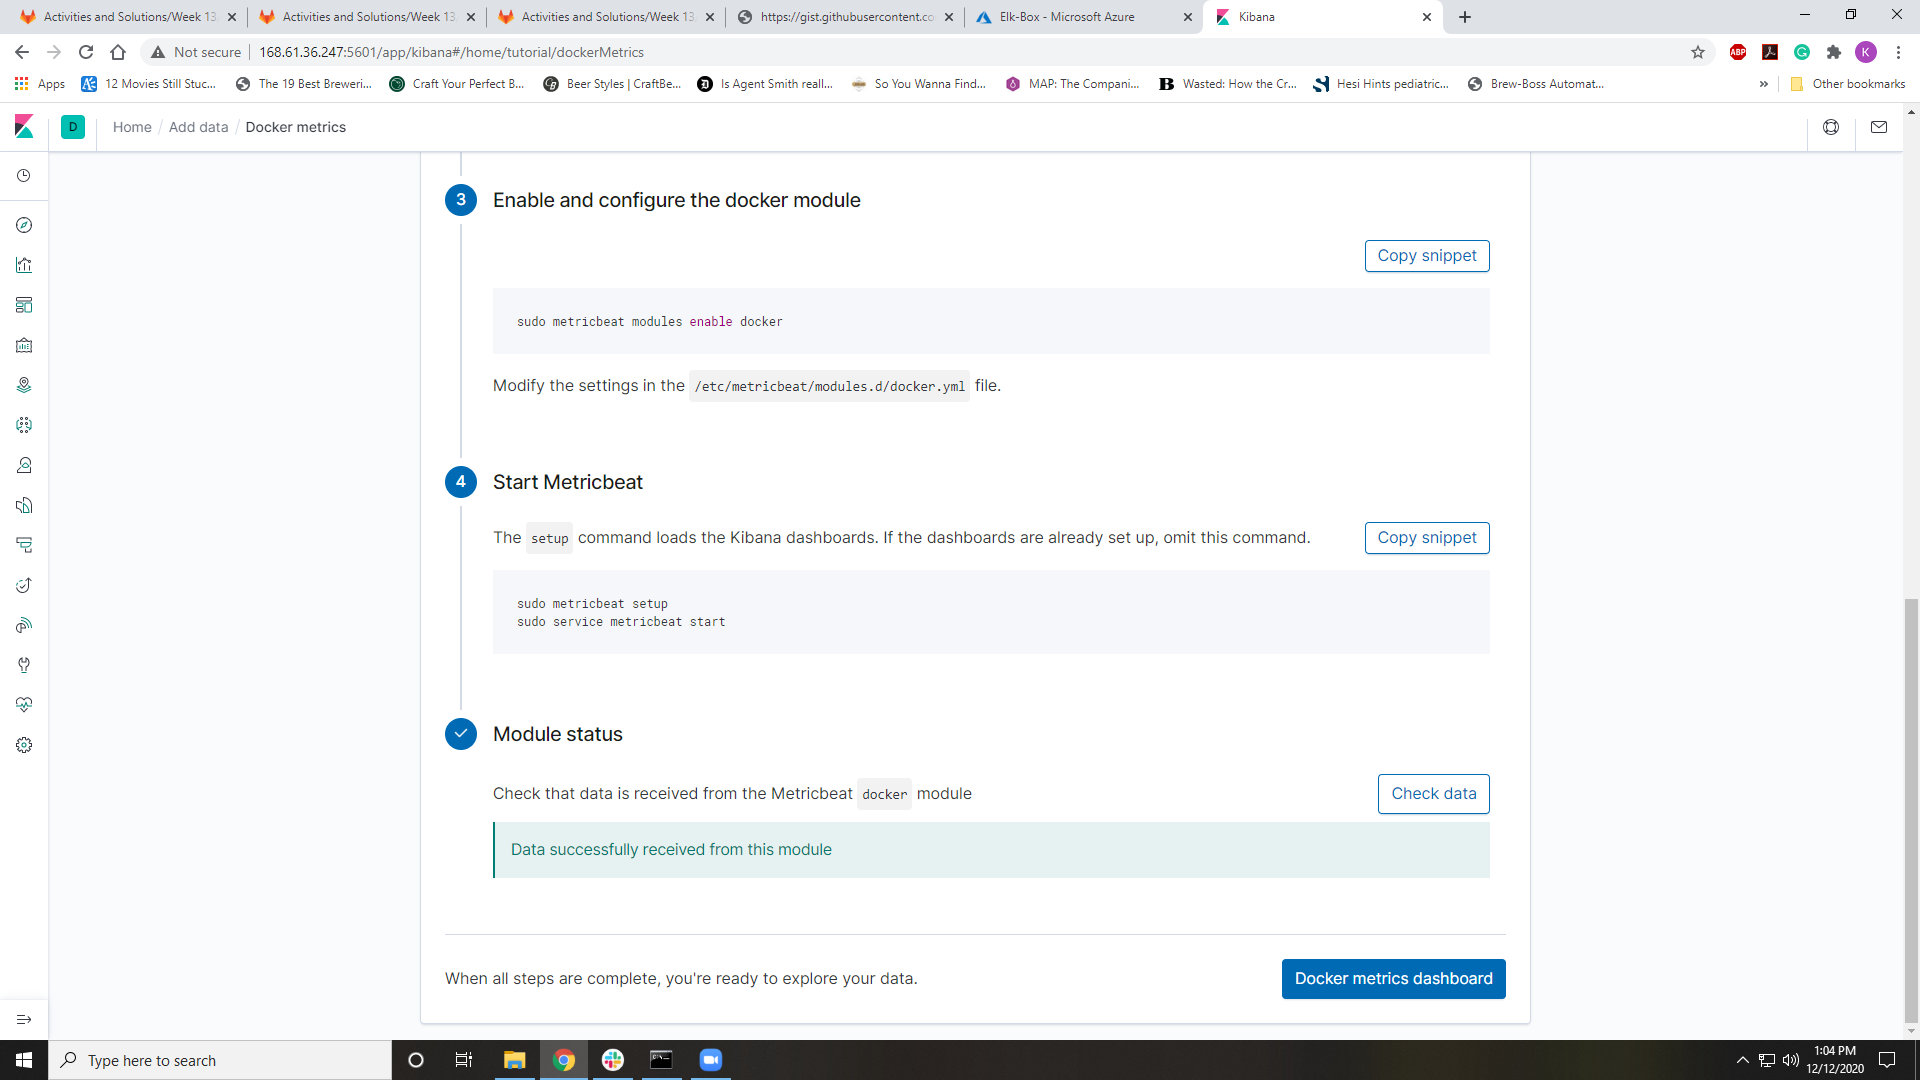 Activities and Solutions/Week 13
Activities and Solutions/Week 13
Activities and Solutions/Week 13
https://gist.githubusercontent.co
Elk-Box - Microsoft Azure
Kibana
Not secure
168.61.36.247:5601/app/kibana#/home/tutorial/dockerMetrics
ABP
K
Apps
12 Movies Still Stuc...
The 19 Best Breweri...
Craft Your Perfect B...
Beer Styles | CraftBe...
Is Agent Smith reall...
So You Wanna Find...
MAP: The Compani...
Wasted: How the Cr...
Hesi Hints pediatric...
Brew-Boss Automat...
»
Other bookmarks
D
Home / Add data / Docker metrics
3
Enable and configure the docker module
Copy snippet
sudo metricbeat modules enable docker
Modify the settings in the /etc/metricbeat/modules.d/docker.yml file.
4
Start Metricbeat
The setup command loads the Kibana dashboards. If the dashboards are already set up, omit this command.
Copy snippet
sudo metricbeat setup
sudo service metricbeat start
Module status
Check that data is received from the Metricbeat docker module
Check data
Data successfully received from this module
When all steps are complete, you're ready to explore your data.
Docker metrics dashboard
Type here to search
1:04 PM
12/12/2020